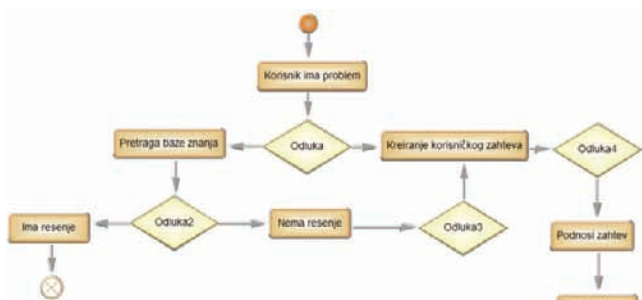 Korisnik ima problem
Pretraga baze znanja
Odluka
Kreiranje korisničkog zahteva
Odluka4
Ima resenje
Odluka2
Nema resenje
Odluka3
Podnosi zahtev